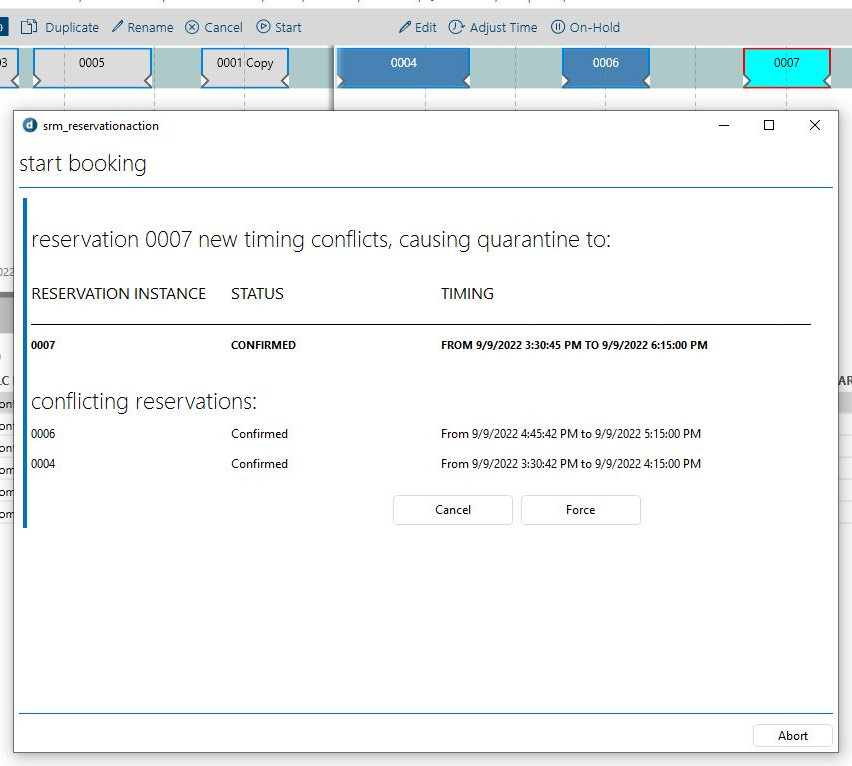 Duplicate Rename Cancel Start Edit Adjust Time On-Hold
03 0005 0001 Copy 0004 0006 0007
srm_reservationaction
start booking
reservation 0007 new timing conflicts, causing quarantine to:
022
RESERVATION INSTANCE STATUS TIMING
0007 CONFIRMED FROM 9/9/2022 3:30:45 PM TO 9/9/2022 6:15:00 PM
conflicting reservations:
0006 Confirmed From 9/9/2022 4:45:42 PM to 9/9/2022 5:15:00 PM
0004 Confirmed From 9/9/2022 3:30:42 PM to 9/9/2022 4:15:00 PM
Cancel Force
Abort